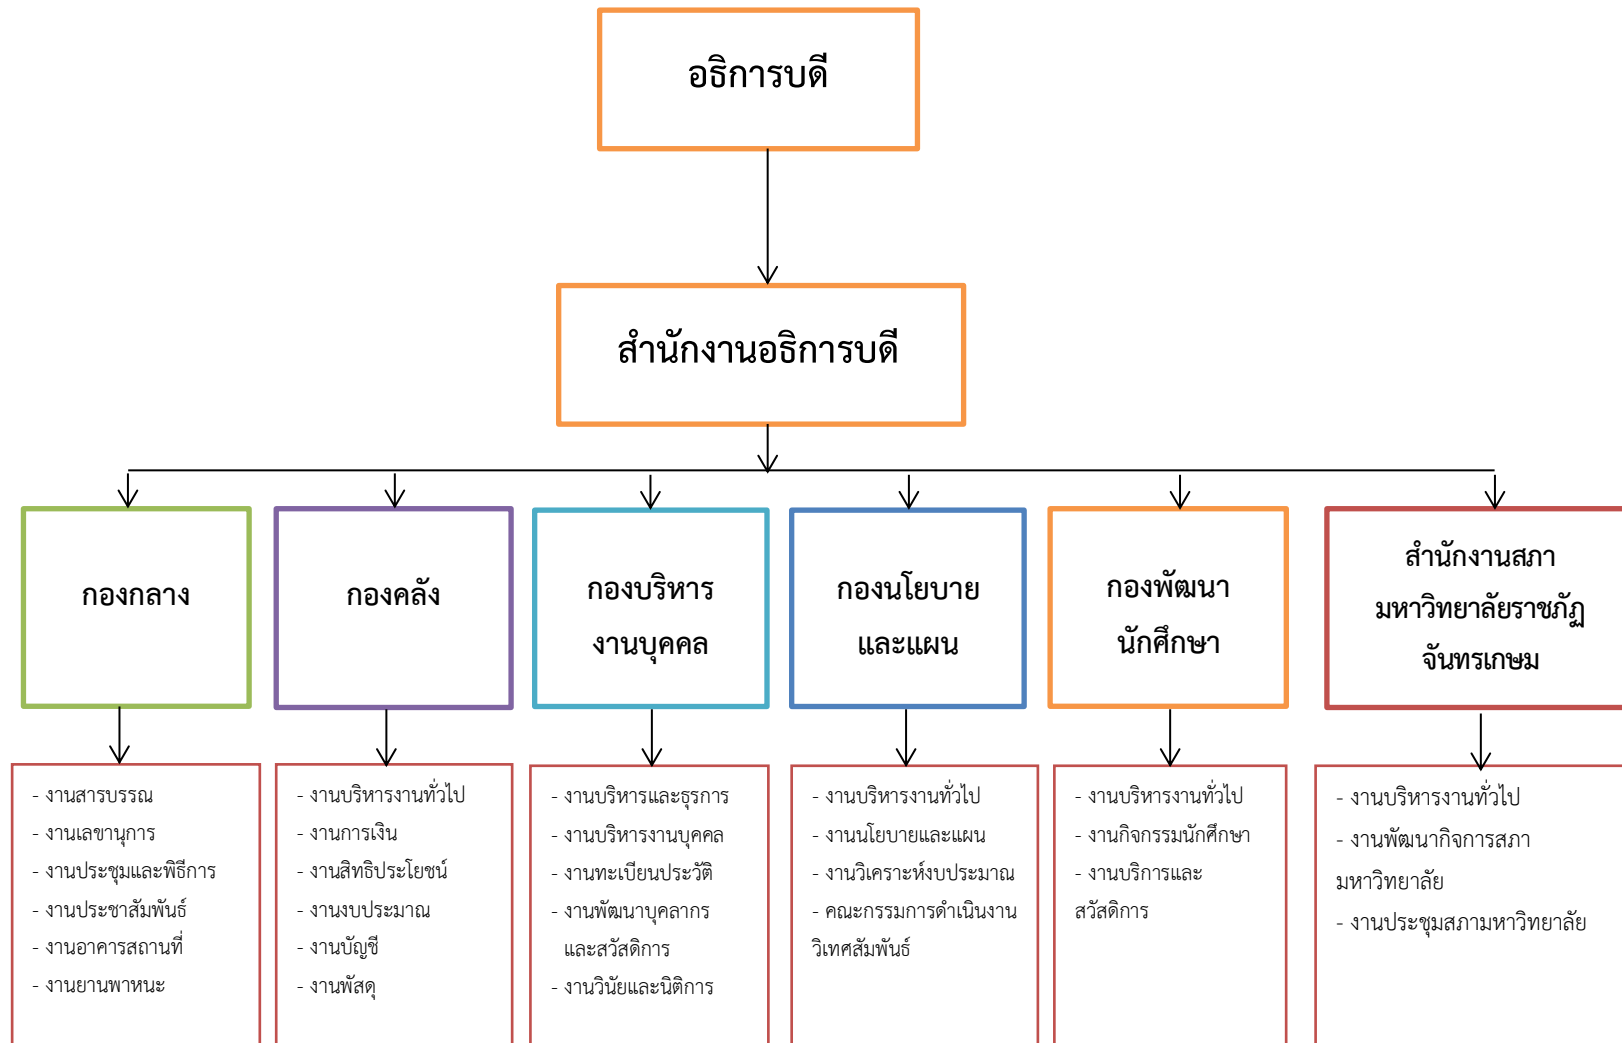 อธิการบดี
สำนักงานอธิการบดี
กองกลาง
กองคลัง
กองบริหาร
งานบุคคล
กองนโยบาย
และแผน
กองพัฒนา
นักศึกษา
สำนักงานสภา
มหาวิทยาลัยราชภัฏ
จันทรเกษม
- งานสารบรรณ
- งานเลขานุการ
- งานประชุมและพิธีการ
- งานประชาสัมพันธ์
- งานอาคารสถานที่
- งานยานพาหนะ
- งานบริหารงานทั่วไป
- งานการเงิน
- งานสิทธิประโยชน์
- งานงบประมาณ
- งานบัญชี
- งานพัสดุ
- งานบริหารและธุรการ
- งานบริหารงานบุคคล
- งานทะเบียนประวัติ
- งานพัฒนาบุคลากร
และสวัสดิการ
- งานวินัยและนิติการ
- งานบริหารงานทั่วไป
- งานนโยบายและแผน
- งานวิเคราะห์งบประมาณ
- คณะกรรมการดำเนินงาน
วิเทศสัมพันธ์
- งานบริหารงานทั่วไป
- งานกิจกรรมนักศึกษา
- งานบริการและ
สวัสดิการ
- งานบริหารงานทั่วไป
- งานพัฒนากิจการสภา
มหาวิทยาลัย
- งานประชุมสภามหาวิทยาลัย